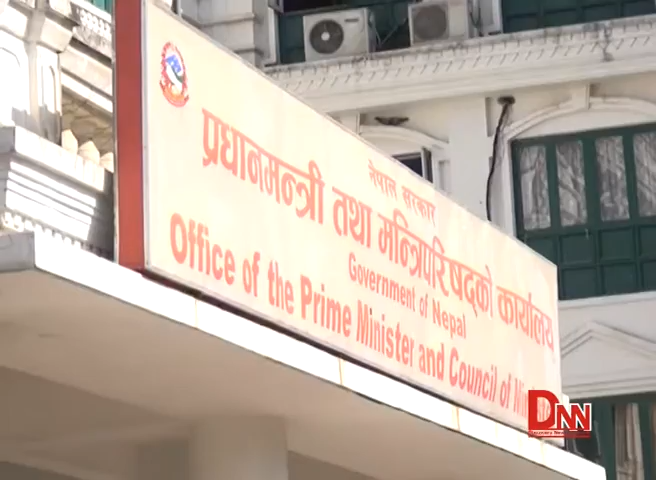 नेपाल सरकार
प्रधानमन्त्री तथा मन्त्रिपरिषद्को कार्यालय
Government of Nepal
Office of the Prime Minister and Council of
DNN